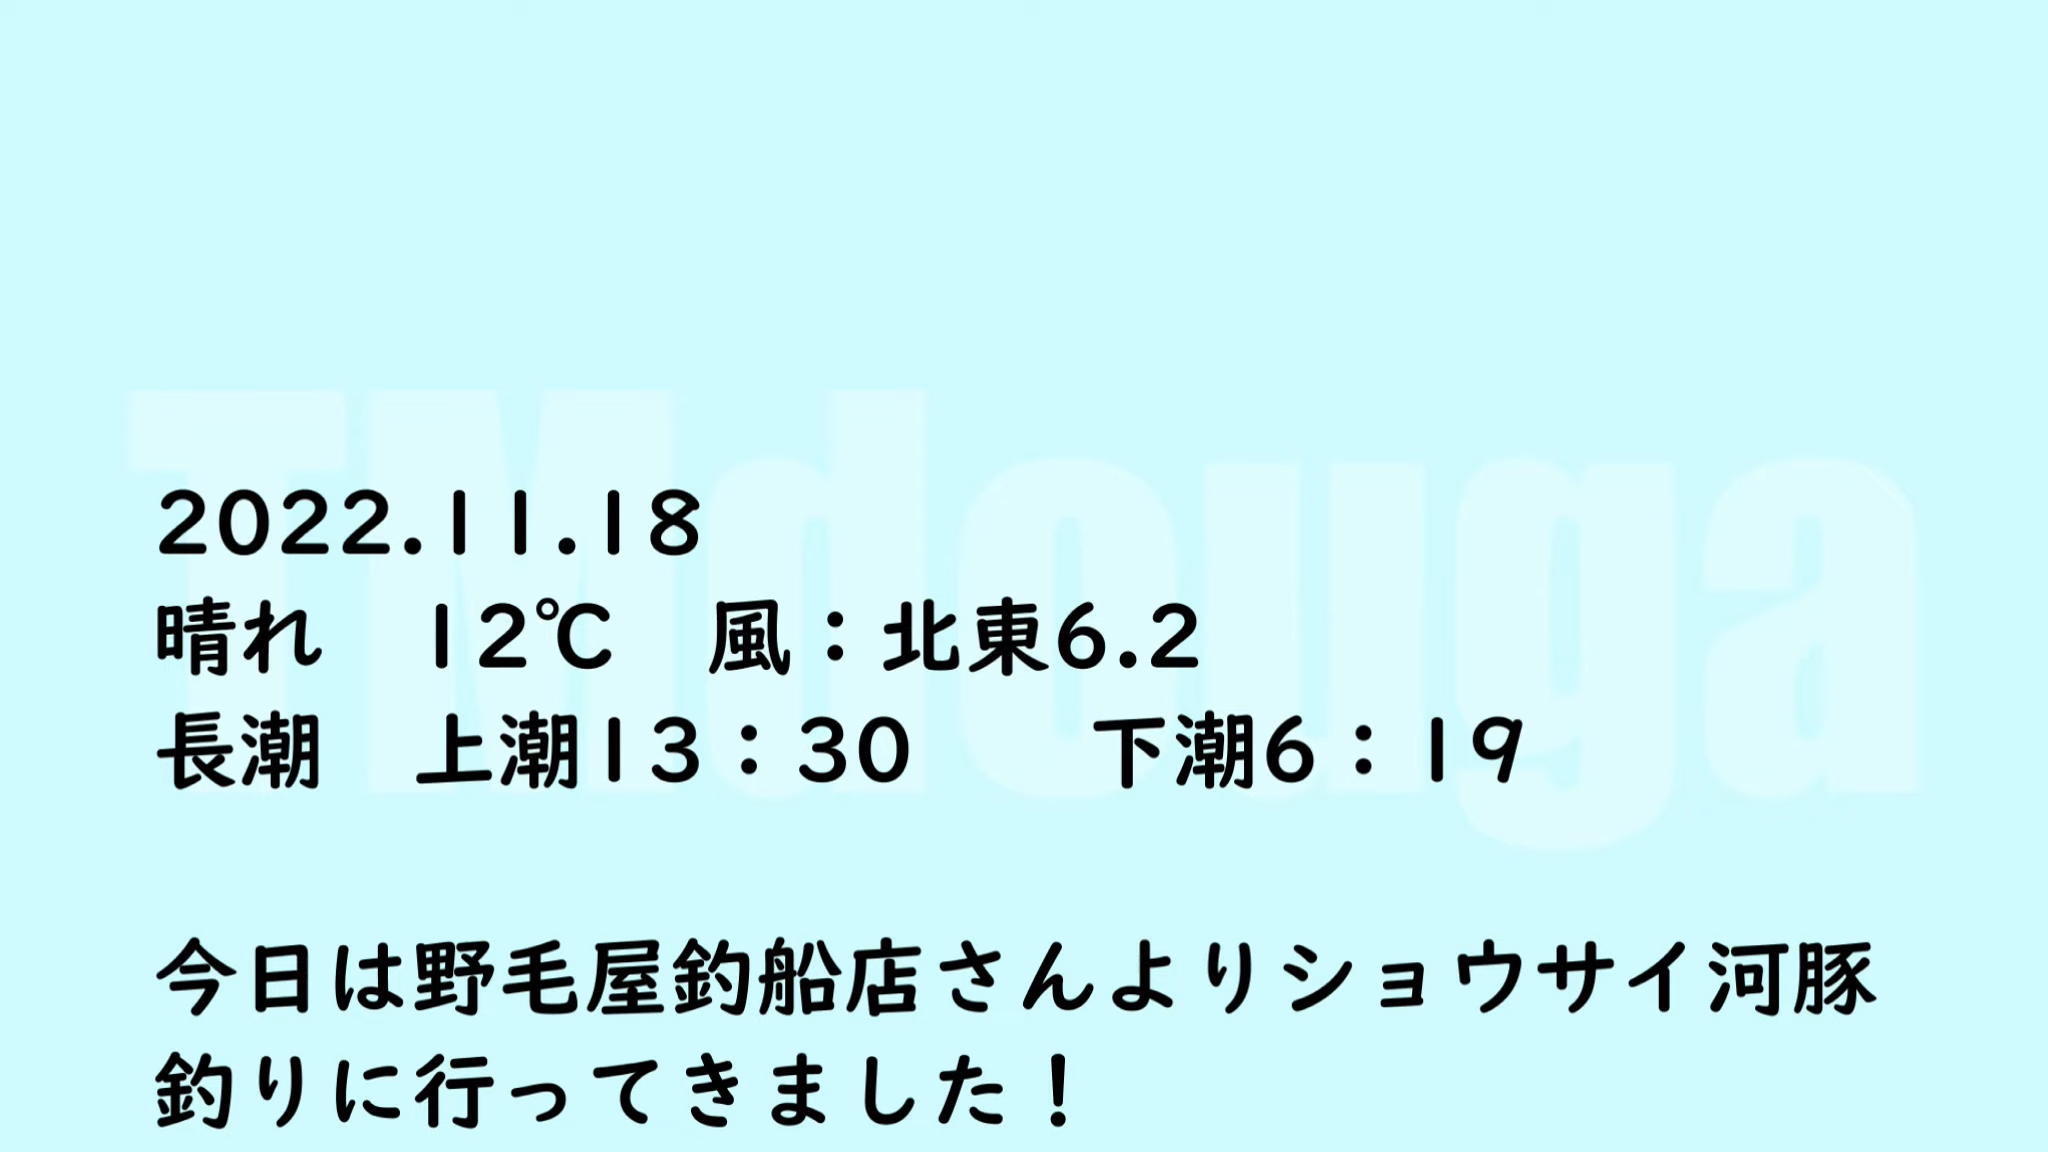 TMdouga
2022.11.18
晴れ　12℃　風：北東6.2
長潮　上潮13：30　　下潮6：19
今日は野毛屋釣船店さんよりショウサイ河豚
釣りに行ってきました！